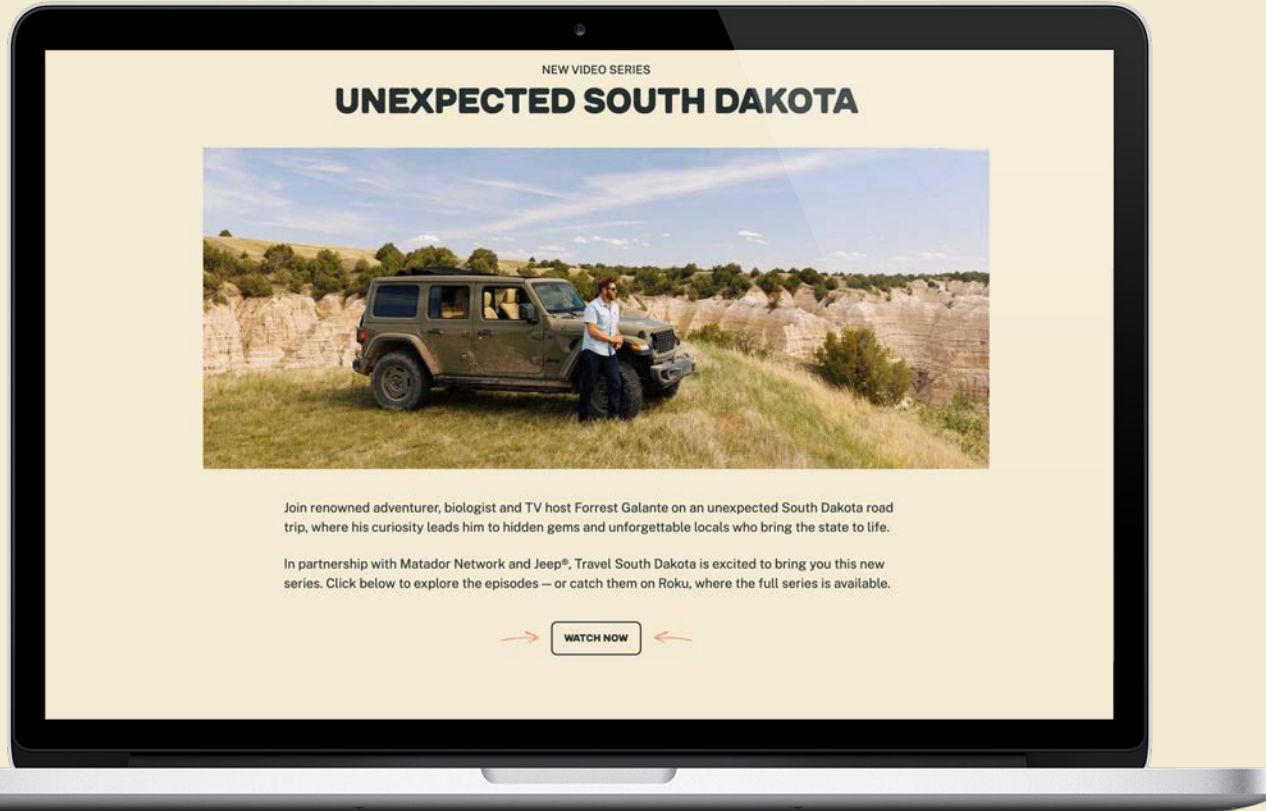 NEW VIDEO SERIES
UNEXPECTED SOUTH DAKOTA
Join renowned adventurer, biologist and TV host Forrest Galante on an unexpected South Dakota road
trip, where his curiosity leads him to hidden gems and unforgettable locals who bring the state to life.
In partnership with Matador Network and Jeep®, Travel South Dakota is excited to bring you this new
series. Click below to explore the episodes — or catch them on Roku, where the full series is available.
WATCH NOW